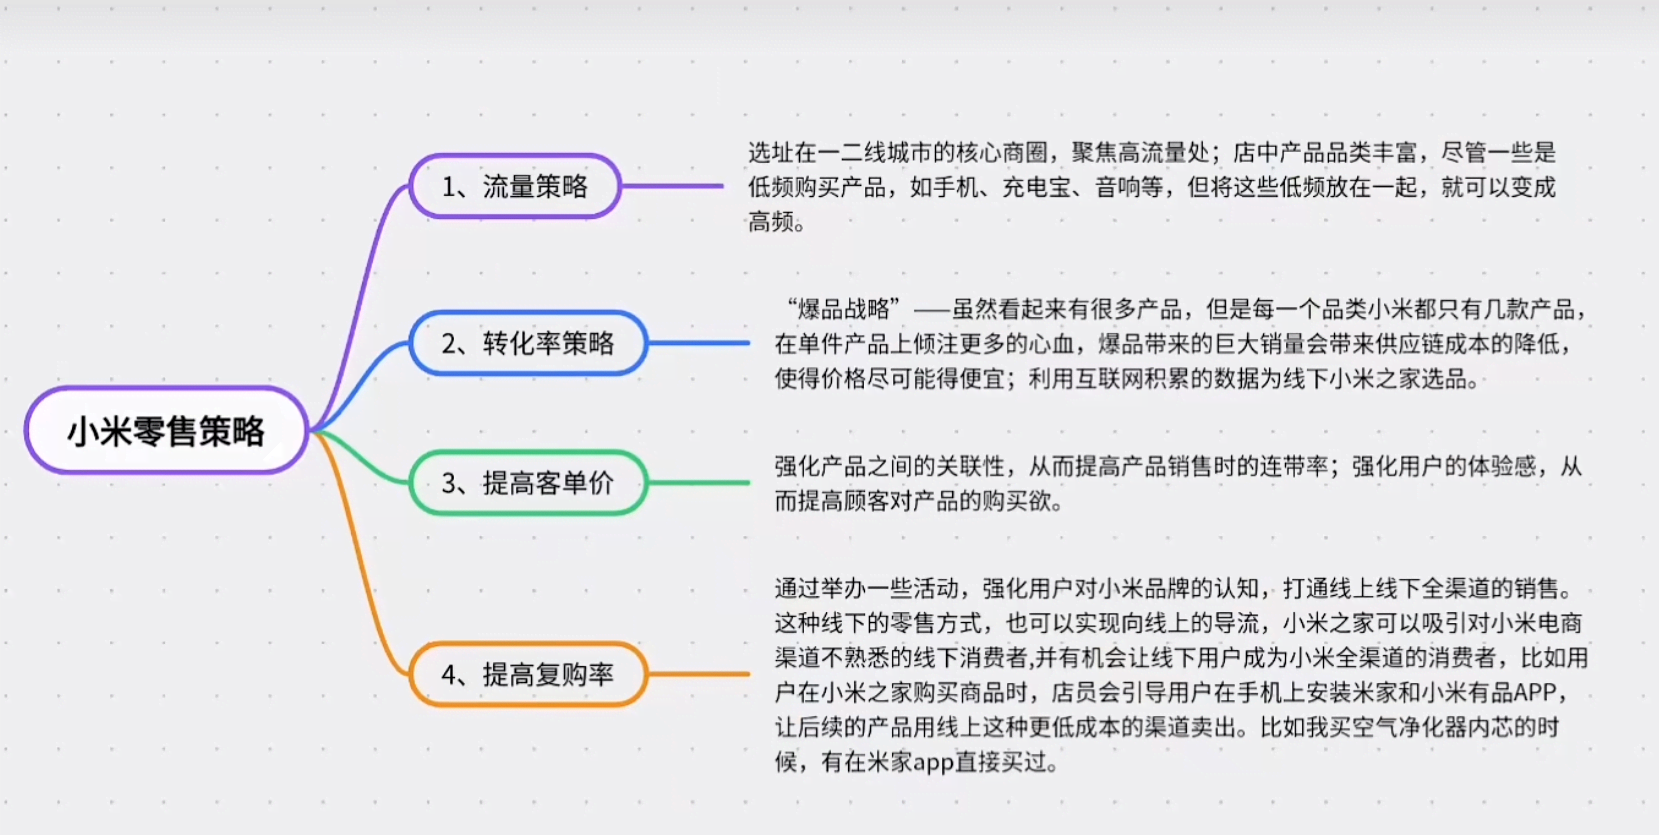 小米零售策略
1、流量策略
选址在一二线城市的核心商圈，聚焦高流量处；店中产品品类丰富，尽管一些是
低频购买产品，如手机、充电宝、音响等，但将这些低频放在一起，就可以变成
高频。
2、转化率策略
“爆品战略”——虽然看起来有很多产品，但是每一个品类小米都只有几款产品，
在单件产品上倾注更多的心血，爆品带来的巨大销量会带来供应链成本的降低，
使得价格尽可能得便宜；利用互联网积累的数据为线下小米之家选品。
3、提高客单价
强化产品之间的关联性，从而提高产品销售时的连带率；强化用户的体验感，从
而提高顾客对产品的购买欲。
4、提高复购率
通过举办一些活动，强化用户对小米品牌的认知，打通线上线下全渠道的销售。
这种线下的零售方式，也可以实现向线上的导流，小米之家可以吸引对小米电商
渠道不熟悉的线下消费者,并有机会让线下用户成为小米全渠道的消费者，比如用
户在小米之家购买商品时，店员会引导用户在手机上安装米家和小米有品APP，
让后续的产品用线上这种更低成本的渠道卖出。比如我买空气净化器内芯的时
候，有在米家app直接买过。